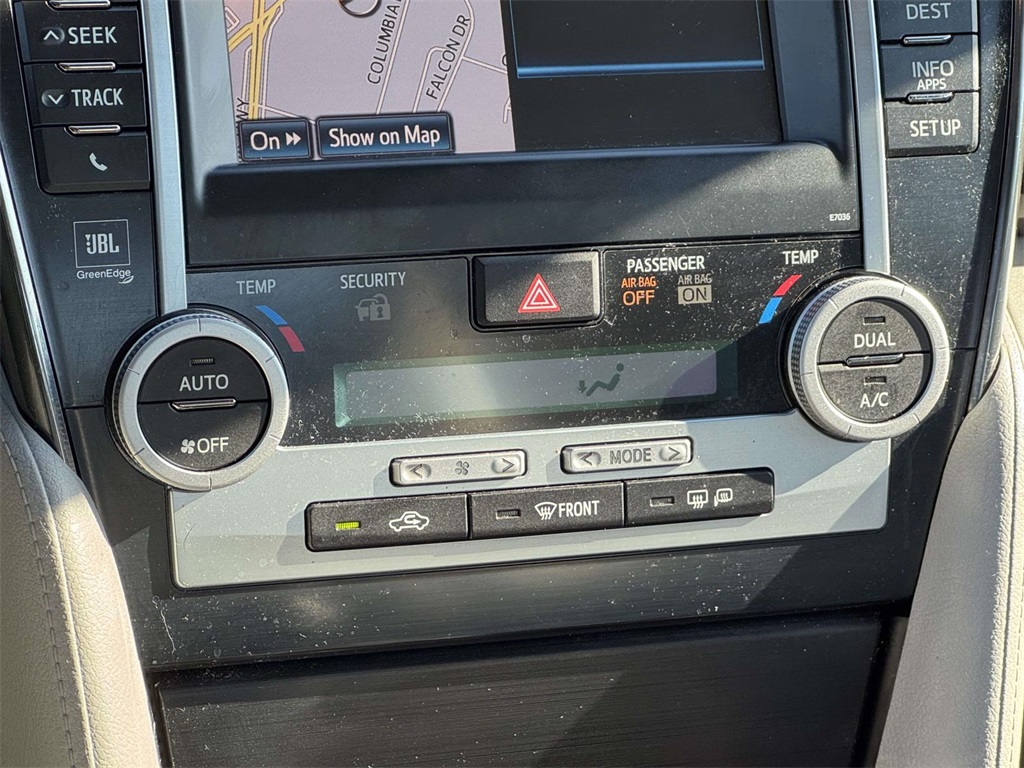 SEEK
TRACK
COLUMBIA
FALCON DR
On
Show on Map
DEST
INFO
APPS
SETUP
E7036
JBL
GreenEdge
TEMP
SECURITY
PASSENGER
AIR BAG
OFF
AIR BAG
ON
TEMP
AUTO
OFF
DUAL
A/C
< >
< MODE >
FRONT